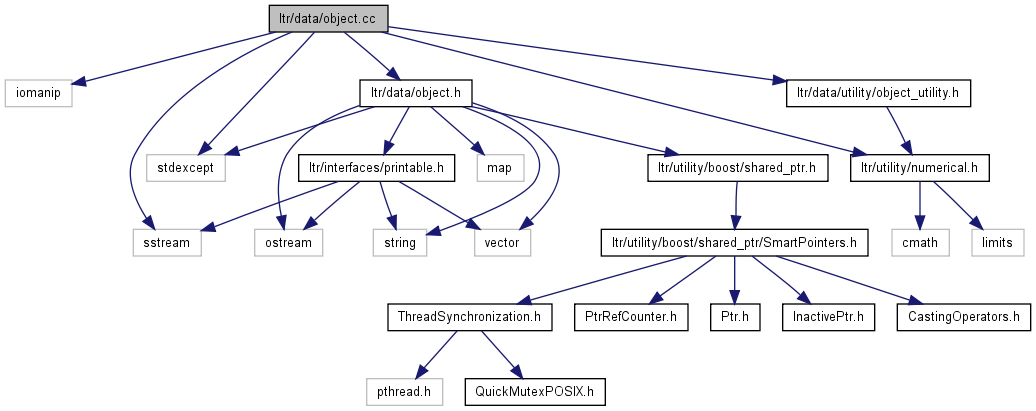 ltr/data/object.cc
iomanip
ltr/data/object.h
ltr/data/utility/object_utility.h
stdexcept
ltr/interfaces/printable.h
map
ltr/utility/boost/shared_ptr.h
ltr/utility/numerical.h
sstream
ostream
string
vector
ltr/utility/boost/shared_ptr/SmartPointers.h
cmath
limits
ThreadSynchronization.h
PtrRefCounter.h
Ptr.h
InactivePtr.h
CastingOperators.h
pthread.h
QuickMutexPOSIX.h